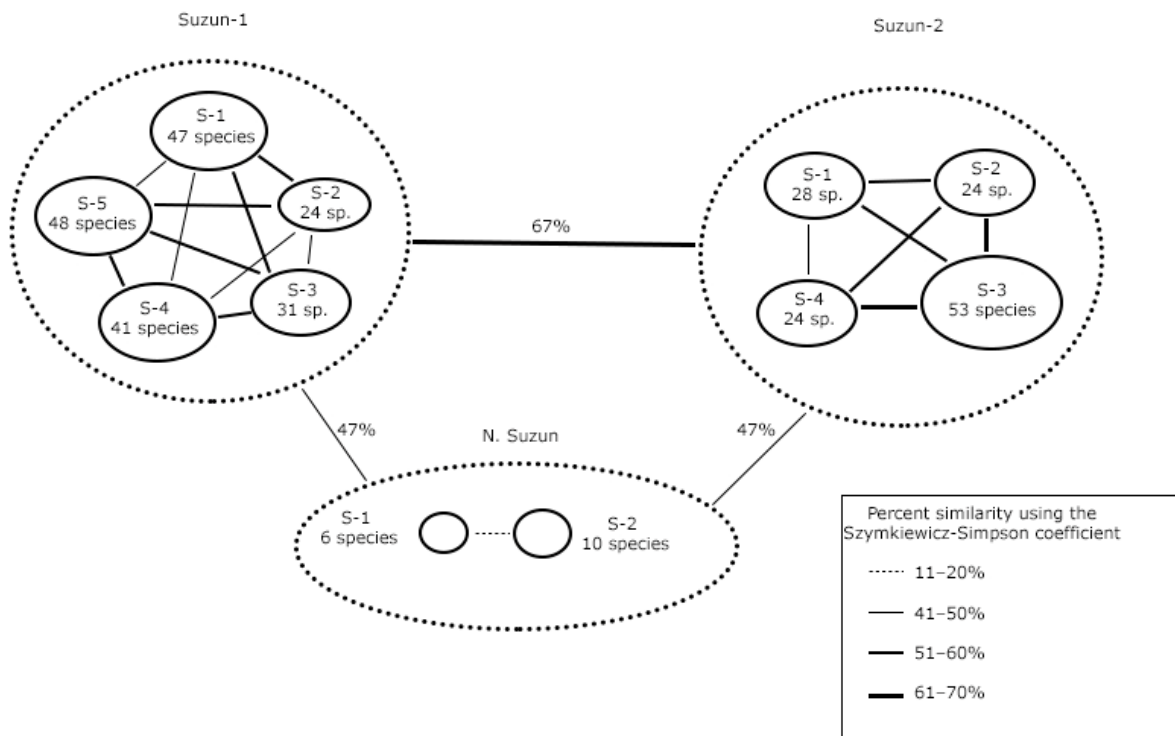 Suzun-1
Suzun-2
S-1
47 species
S-2
24 sp.
S-5
48 species
S-3
31 sp.
S-4
41 species
67%
S-1
28 sp.
S-2
24 sp.
S-4
24 sp.
S-3
53 species
47%
47%
N. Suzun
S-1
6 species
S-2
10 species
Percent similarity using the
Szymkiewicz-Simpson coefficient
11–20%
41–50%
51–60%
61–70%